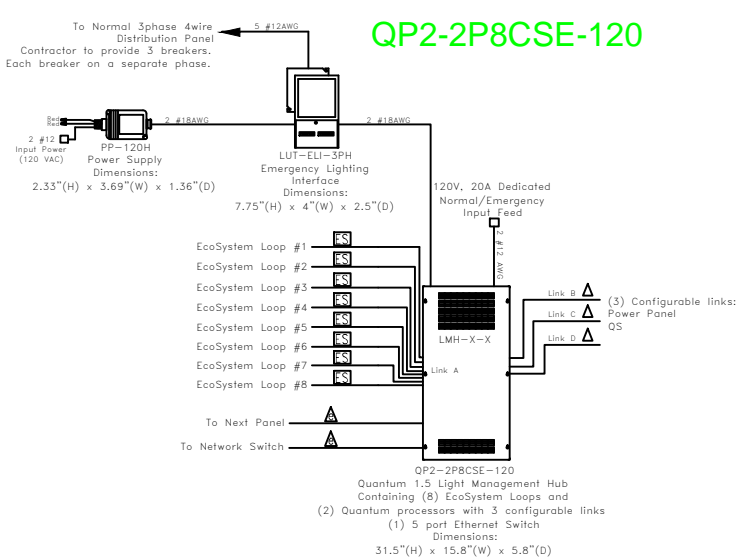 To Normal 3phase 4wire
Distribution Panel
Contractor to provide 3 breakers.
Each breaker on a separate phase.
5 #12AWG
QP2-2P8CSE-120
Red
Red
2 #12
Input Power
(120 VAC)
2 #18AWG
2 #18AWG
PP-120H
Power Supply
Dimensions:
2.33"(H) x 3.69"(W) x 1.36"(D)
LUT-ELI-3PH
Emergency Lighting
Interface
Dimensions:
7.75"(H) x 4"(W) x 2.5"(D)
120V, 20A Dedicated
Normal/Emergency
Input Feed
2 #12 AWG
EcoSystem Loop #1 ES
EcoSystem Loop #2 ES
EcoSystem Loop #3 ES
EcoSystem Loop #4 ES
EcoSystem Loop #5 ES
EcoSystem Loop #6 ES
EcoSystem Loop #7 ES
EcoSystem Loop #8 ES
LMH-X-X
Link A
Link B
Link C
Link D
(3) Configurable links:
Power Panel
QS
To Next Panel
To Network Switch
QP2-2P8CSE-120
Quantum 1.5 Light Management Hub
Containing (8) EcoSystem Loops and
(2) Quantum processors with 3 configurable links
(1) 5 port Ethernet Switch
Dimensions:
31.5"(H) x 15.8"(W) x 5.8"(D)